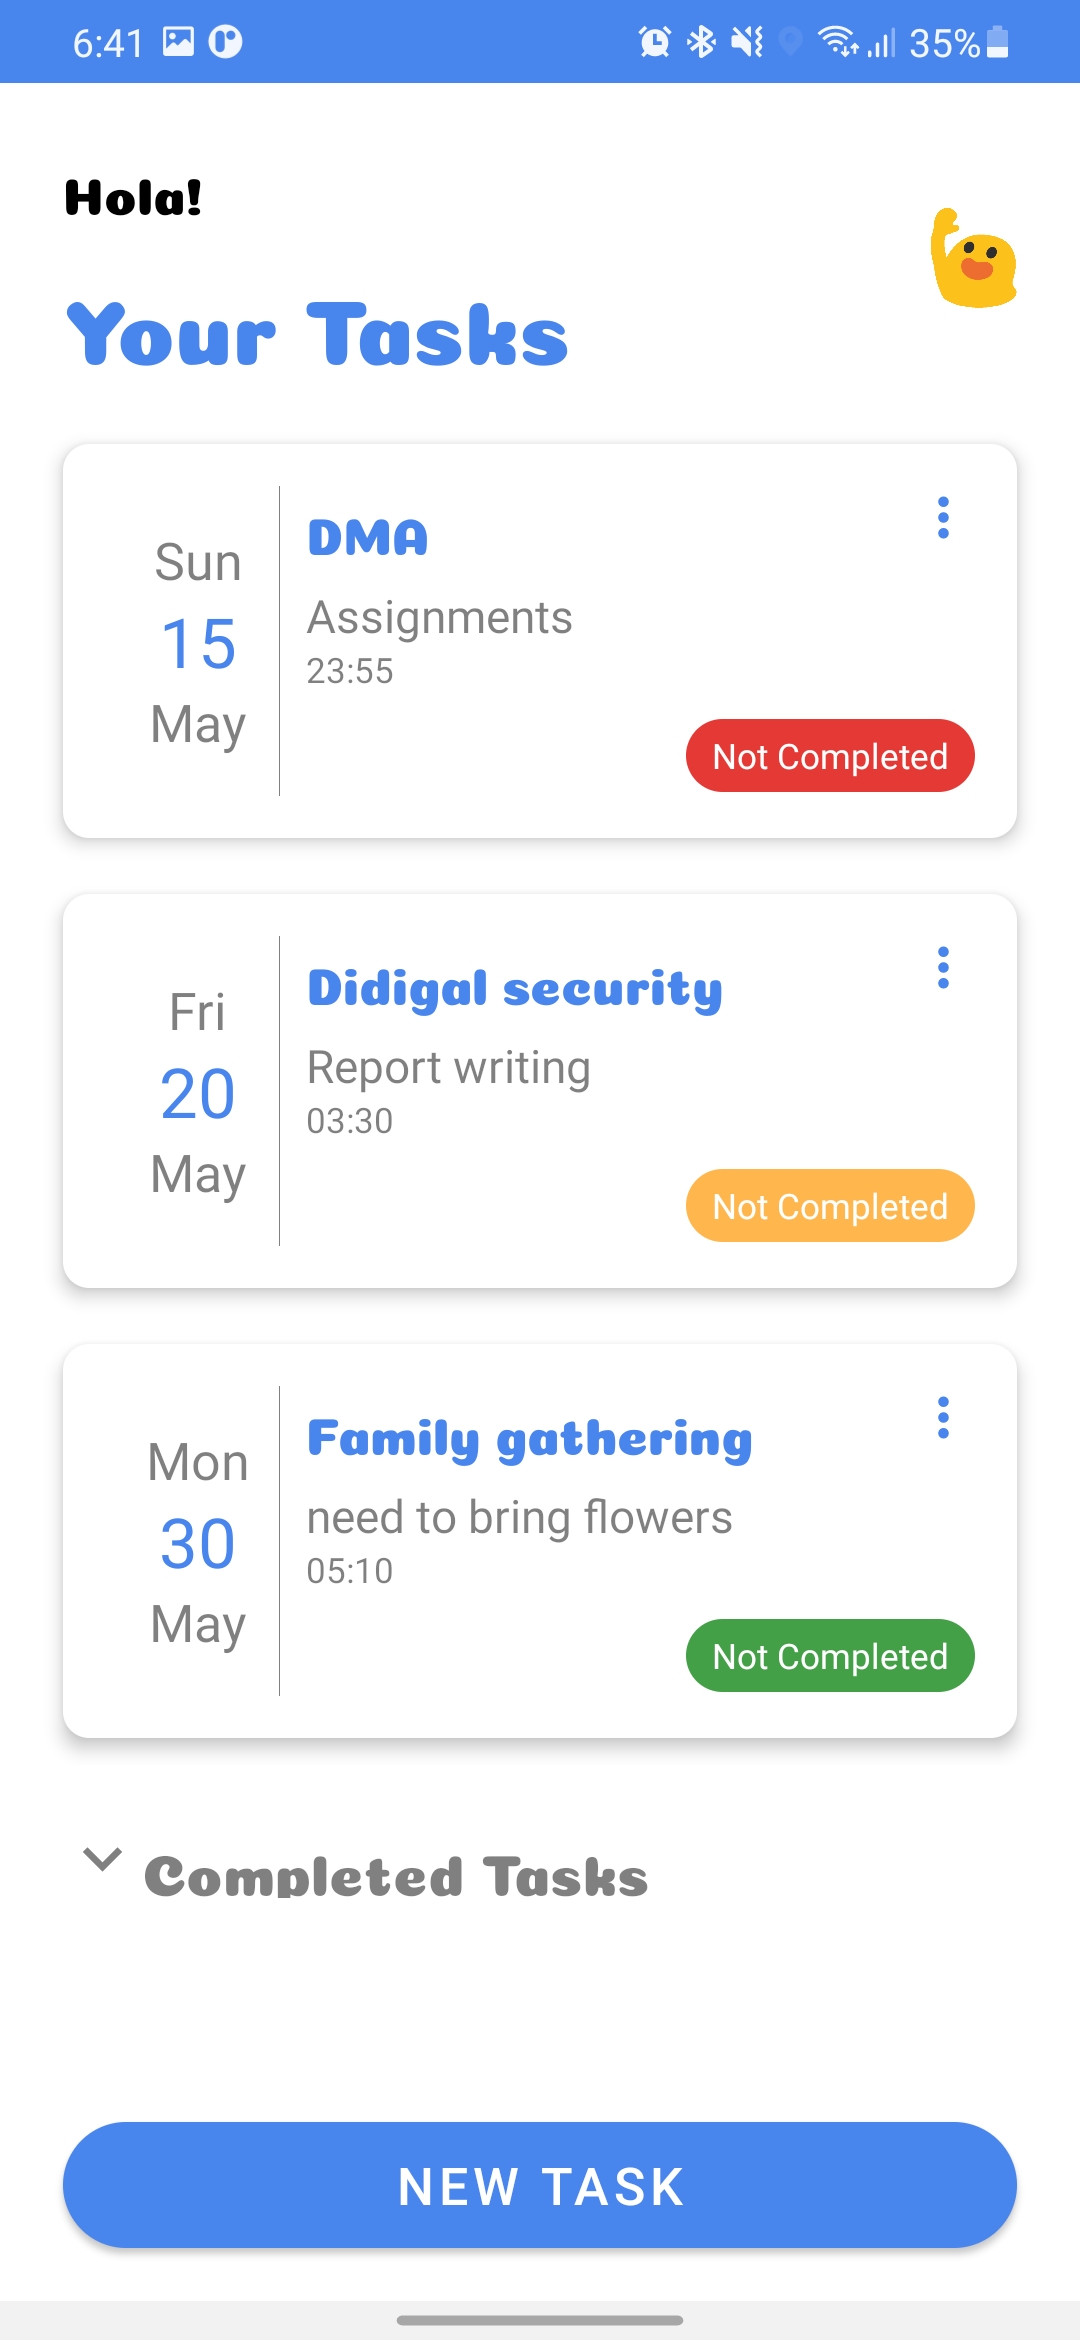 6:41 35%
Hola!
Your Tasks
Sun
15
May
DMA
Assignments
23:55
Not Completed
Fri
20
May
Didigal security
Report writing
03:30
Not Completed
Mon
30
May
Family gathering
need to bring flowers
05:10
Not Completed
Completed Tasks
NEW TASK